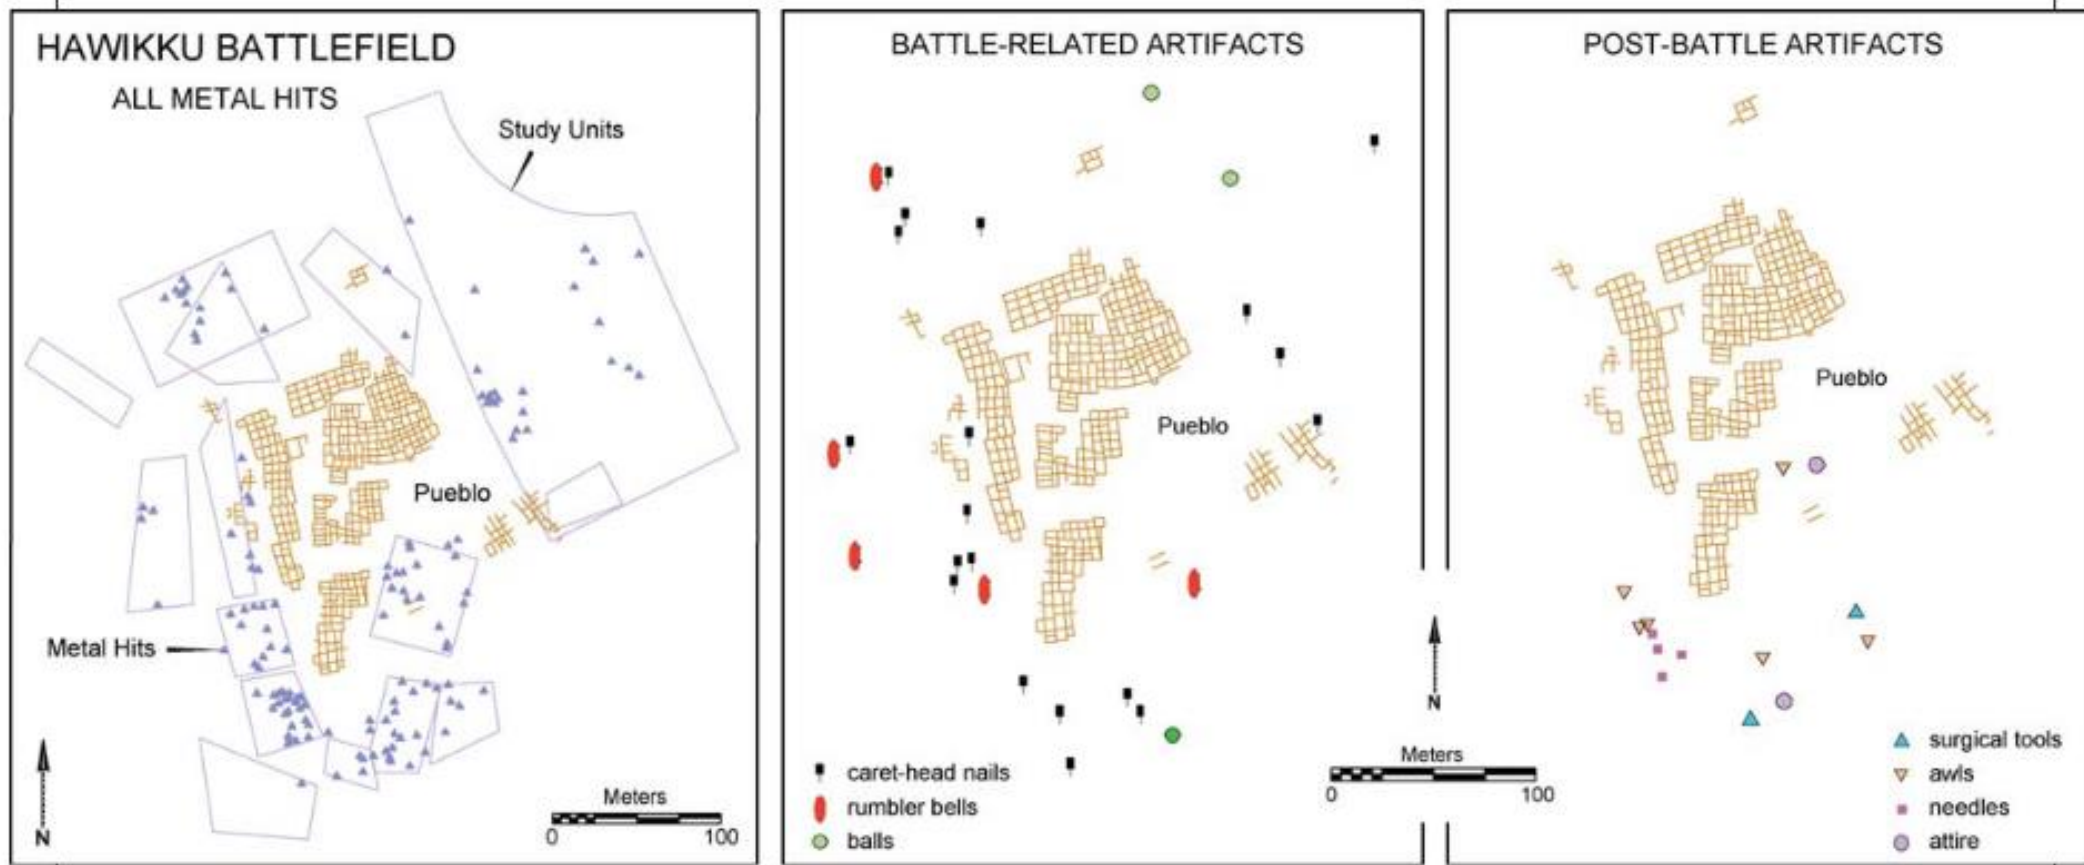 HAWIKKU BATTLEFIELD
ALL METAL HITS
Study Units
Pueblo
Metal Hits
N
Meters
0 100
BATTLE-RELATED ARTIFACTS
Pueblo
caret-head nails
rumbler bells
balls
N
Meters
0 100
POST-BATTLE ARTIFACTS
Pueblo
surgical tools
awls
needles
attire